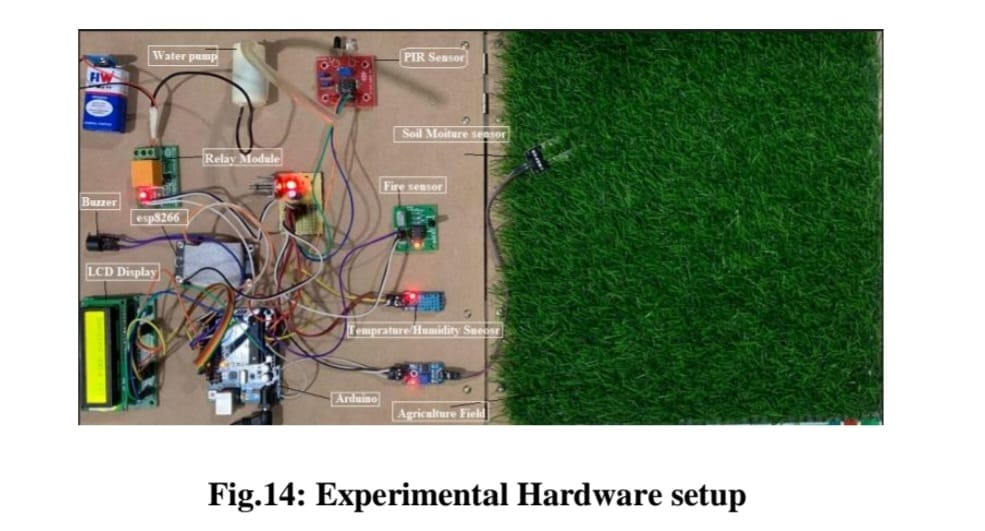 Water pump
PIR Sensor
HW
Soil Moiture sensor
Relay Module
Fire sensor
Buzzer
esp8266
LCD Display
Temprature/Humidity Sueosr
Arduino
Agriculture Field
Fig.14: Experimental Hardware setup